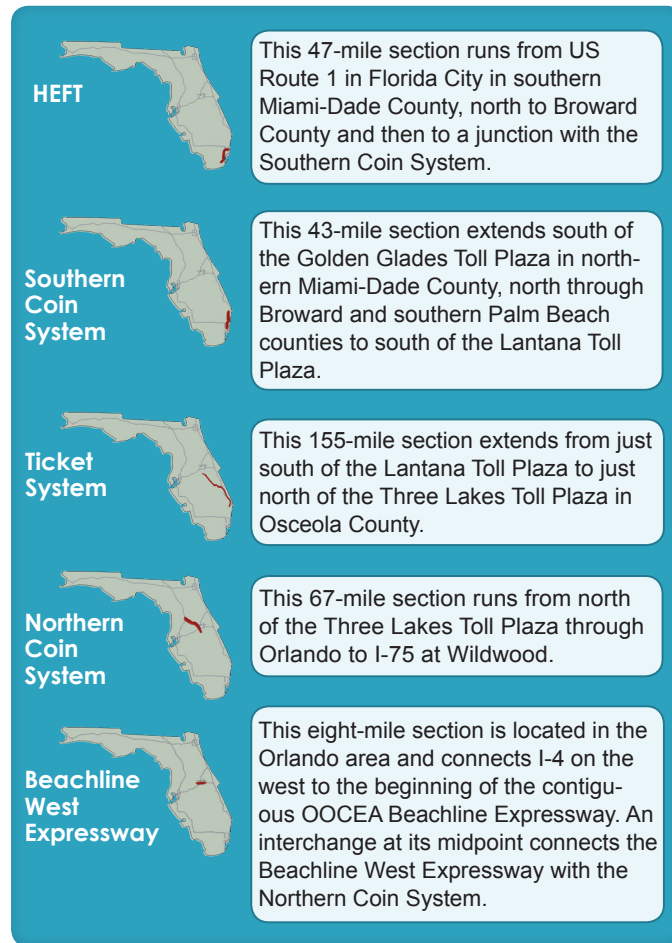 HEFT
This 47-mile section runs from US
Route 1 in Florida City in southern
Miami-Dade County, north to Broward
County and then to a junction with the
Southern Coin System.
Southern
Coin
System
This 43-mile section extends south of
the Golden Glades Toll Plaza in north-
ern Miami-Dade County, north through
Broward and southern Palm Beach
counties to south of the Lantana Toll
Plaza.
Ticket
System
This 155-mile section extends from just
south of the Lantana Toll Plaza to just
north of the Three Lakes Toll Plaza in
Osceola County.
Northern
Coin
System
This 67-mile section runs from north
of the Three Lakes Toll Plaza through
Orlando to I-75 at Wildwood.
Beachline
West
Expressway
This eight-mile section is located in the
Orlando area and connects I-4 on the
west to the beginning of the contigu-
ous OOCEA Beachline Expressway. An
interchange at its midpoint connects the
Beachline West Expressway with the
Northern Coin System.